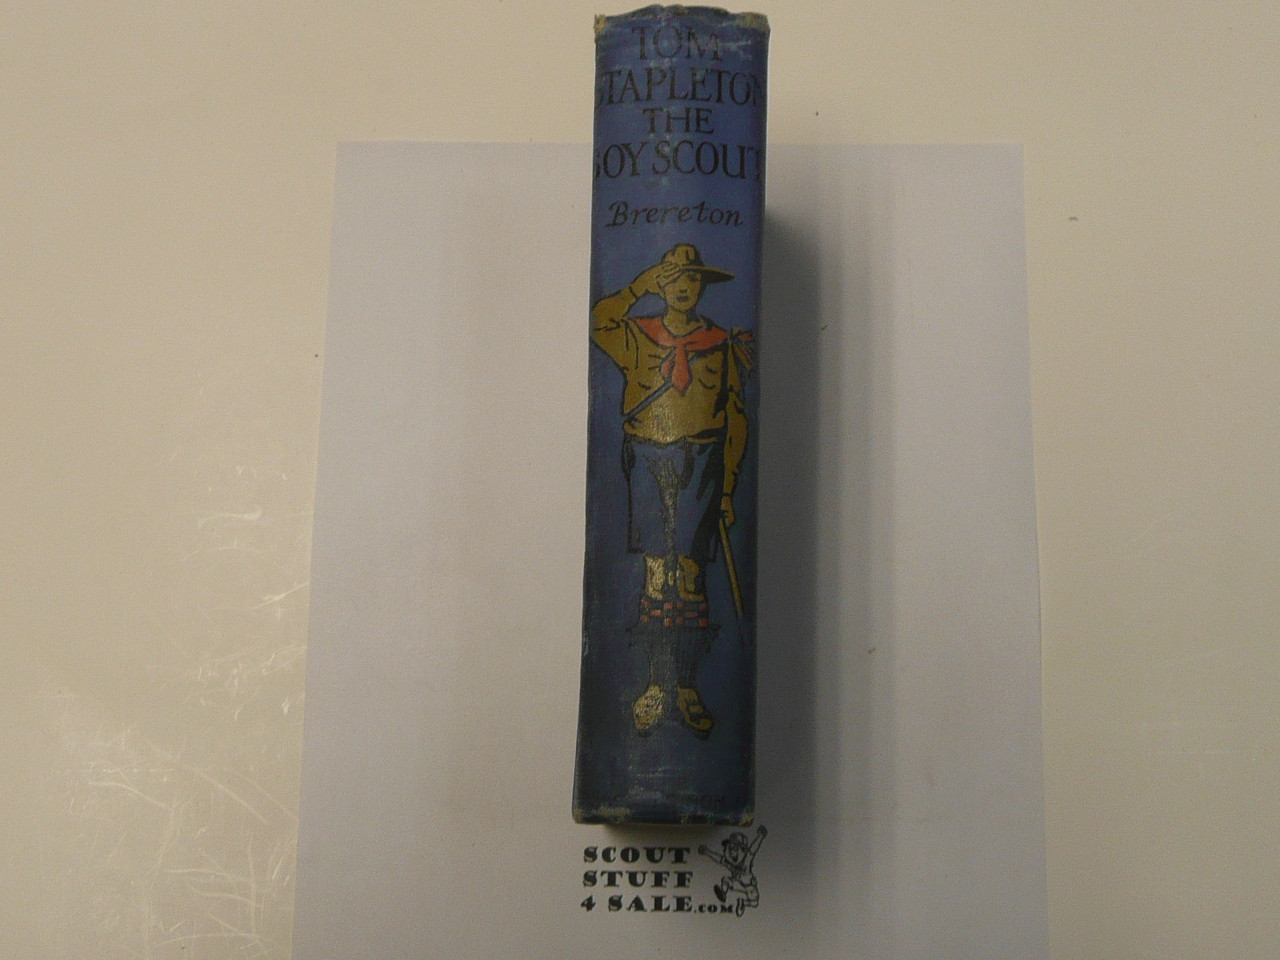 TOM
STAPLETON
THE
BOY SCOUT
Brereton
SCOUT
STUFF
4 SALE.COM